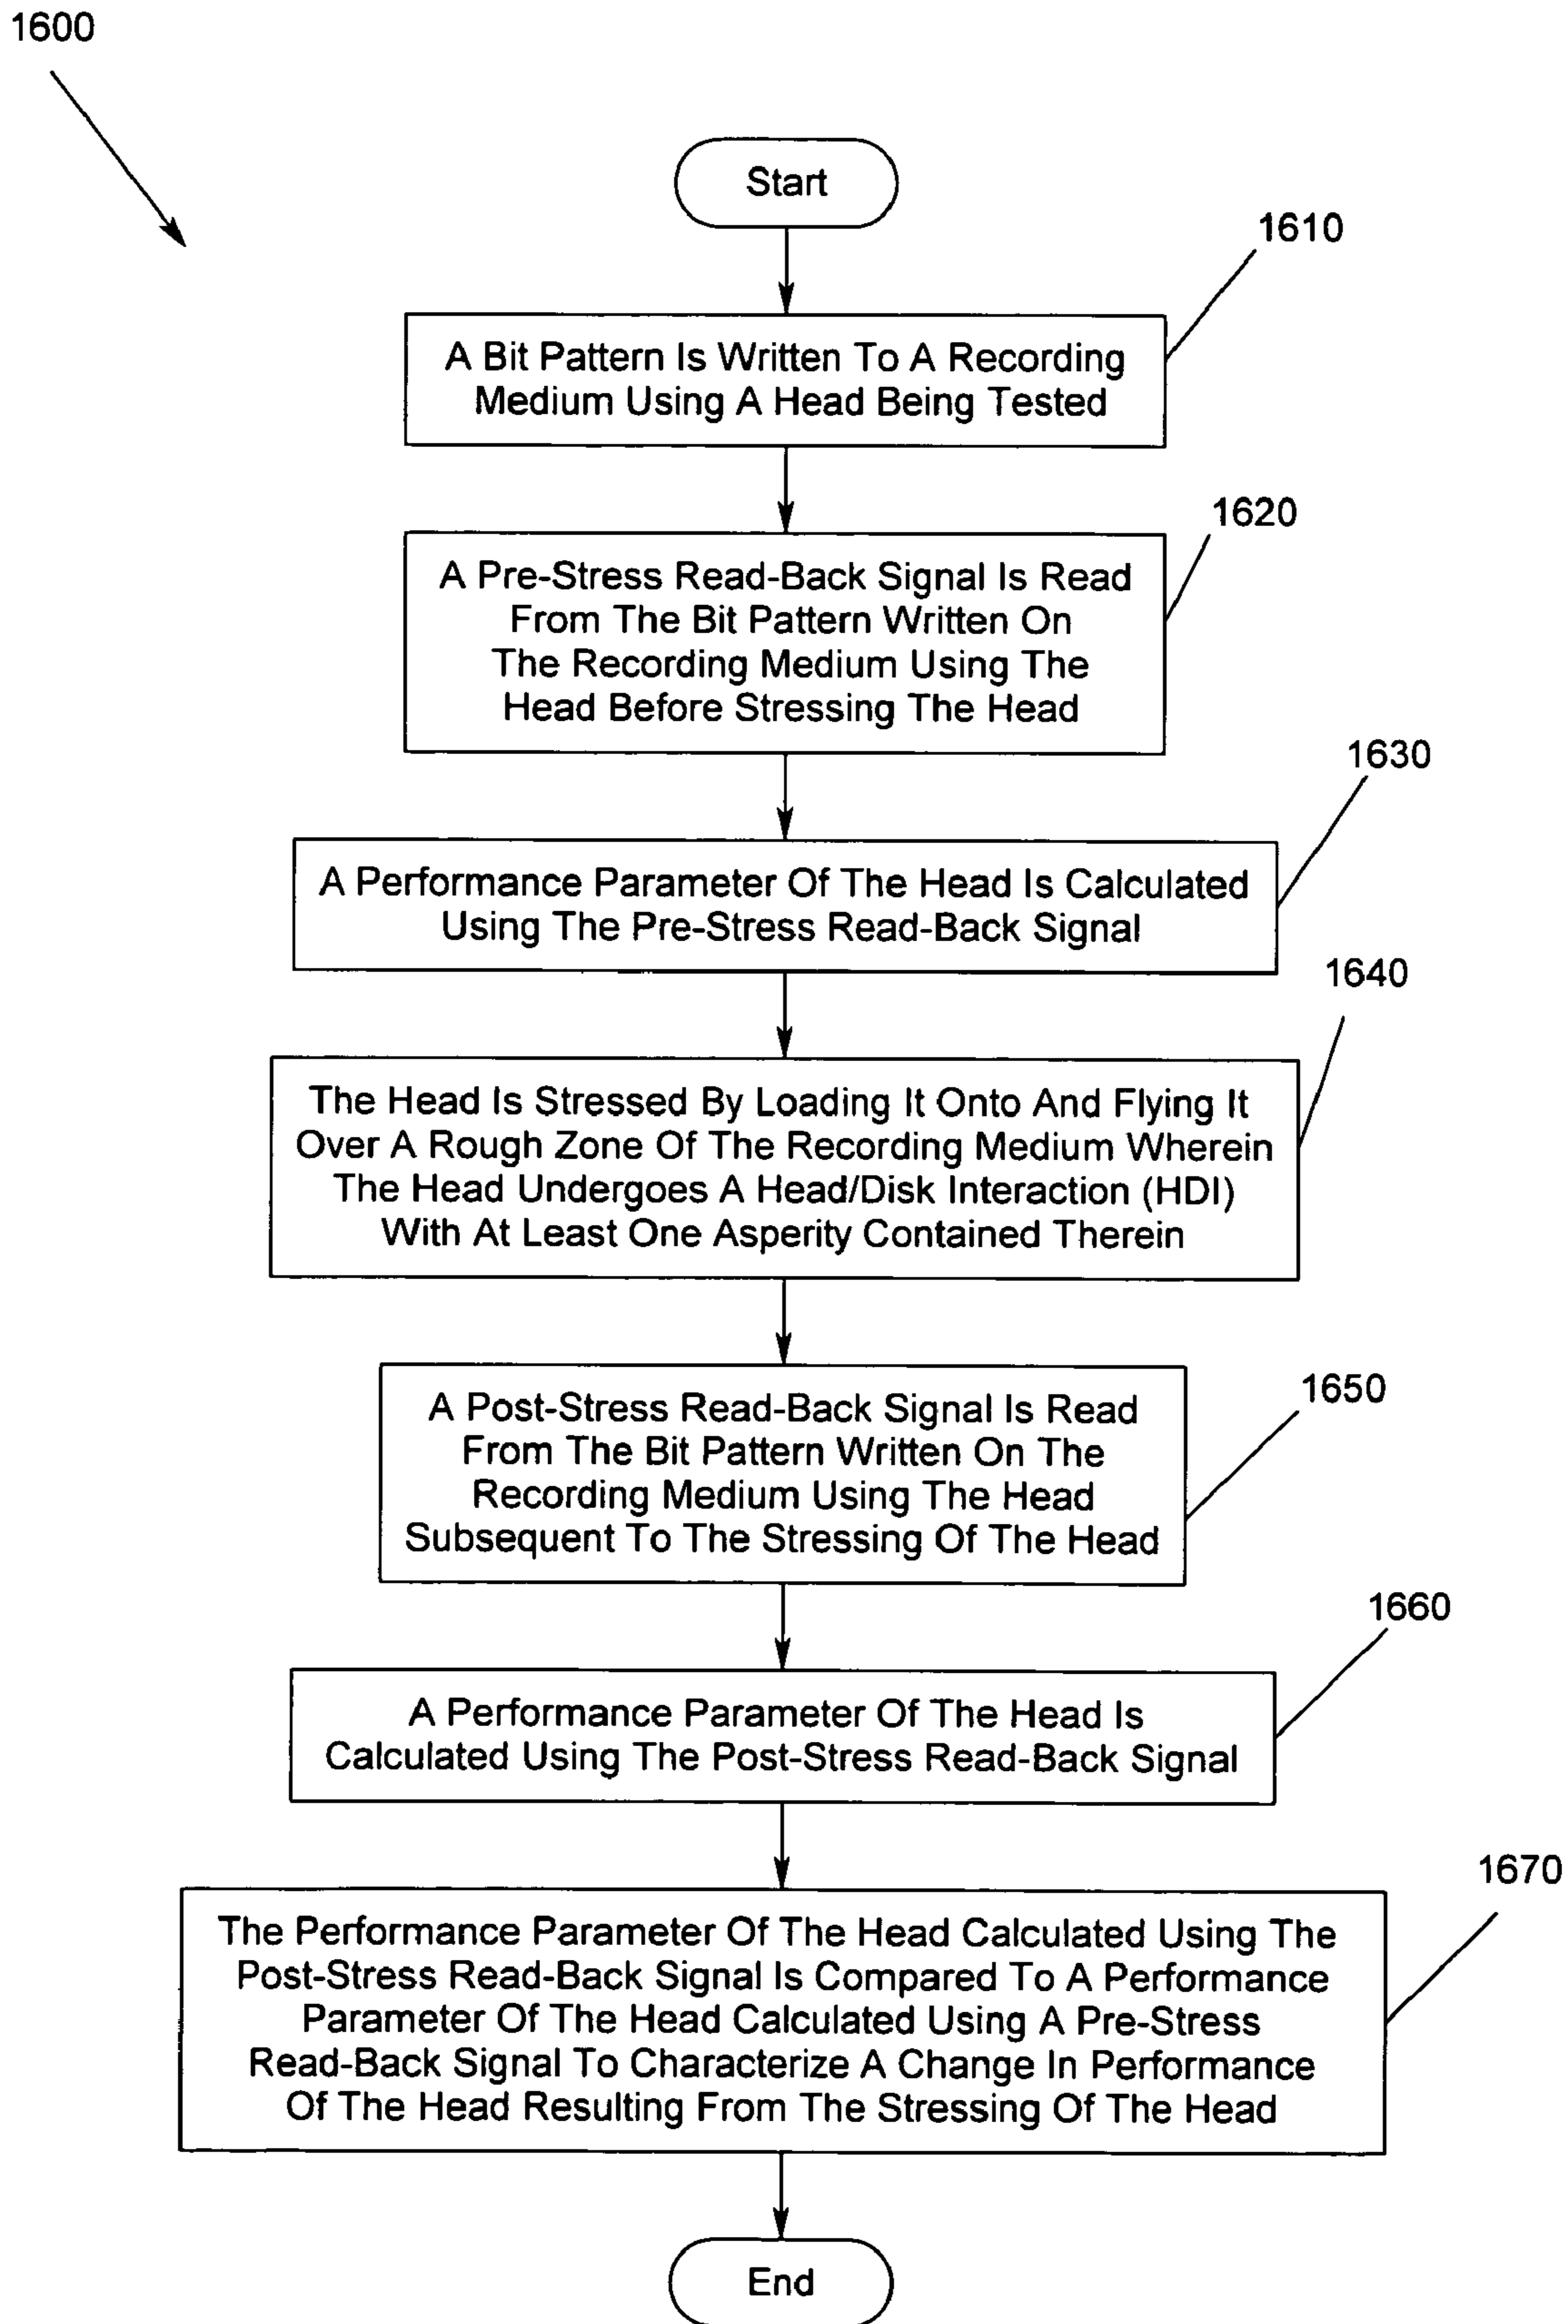 1600
Start
1610
A Bit Pattern Is Written To A Recording
Medium Using A Head Being Tested
1620
A Pre-Stress Read-Back Signal Is Read
From The Bit Pattern Written On
The Recording Medium Using The
Head Before Stressing The Head
1630
A Performance Parameter Of The Head Is Calculated
Using The Pre-Stress Read-Back Signal
1640
The Head Is Stressed By Loading It Onto And Flying It
Over A Rough Zone Of The Recording Medium Wherein
The Head Undergoes A Head/Disk Interaction (HDI)
With At Least One Asperity Contained Therein
1650
A Post-Stress Read-Back Signal Is Read
From The Bit Pattern Written On The
Recording Medium Using The Head
Subsequent To The Stressing Of The Head
1660
A Performance Parameter Of The Head Is
Calculated Using The Post-Stress Read-Back Signal
1670
The Performance Parameter Of The Head Calculated Using The
Post-Stress Read-Back Signal Is Compared To A Performance
Parameter Of The Head Calculated Using A Pre-Stress
Read-Back Signal To Characterize A Change In Performance
Of The Head Resulting From The Stressing Of The Head
End